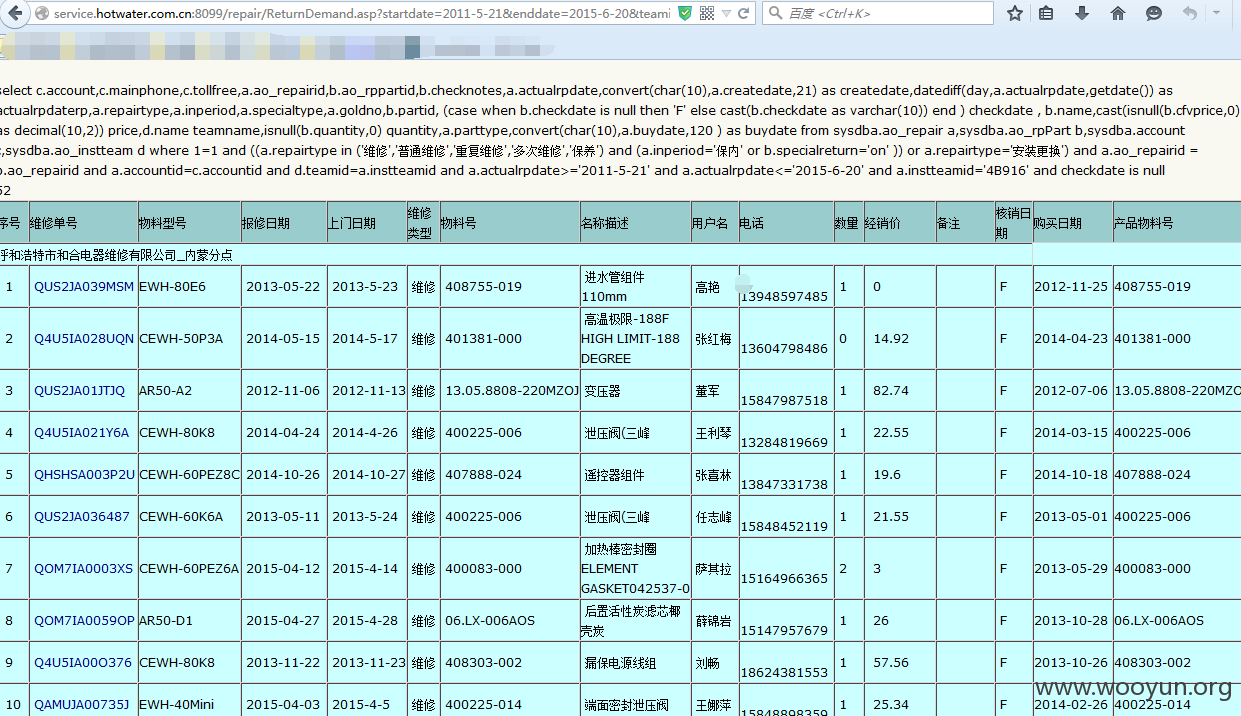 service.hotwater.com.cn:8099/repair/ReturnDemand.asp?startdate=2011-5-21&enddate=2015-6-20&teami
百度 <Ctrl+K>
select c.account,c.mainphone,c.tollfree,a.ao_repairid,b.ao_rppartid,b.checknotes,a.actualrpdate,convert(char(10),a.createdate,21) as createdate,datediff(day,a.actualrpdate,getdate()) as
actualrpdaterp,a.repairtype,a.inperiod,a.specialtype,a.goldno,b.partid, (case when b.checkdate is null then 'F' else cast(b.checkdate as varchar(10)) end ) checkdate , b.name,cast(isnull(b.cfvprice,0)
as decimal(10,2)) price,d.name teamname,isnull(b.quantity,0) quantity,a.parttype,convert(char(10),a.buydate,120 ) as buydate from sysdba.ao_repair a,sysdba.ao_rpPart b,sysdba.account
c,sysdba.ao_instteam d where 1=1 and ((a.repairtype in ('维修','普通维修','重复维修','多次维修','保养') and (a.inperiod='保内' or b.specialreturn='on' )) or a.repairtype='安装更换') and a.ao_repairid =
b.ao_repairid and a.accountid=c.accountid and d.teamid=a.instteamid and a.actualrpdate>='2011-5-21' and a.actualrpdate<='2015-6-20' and a.instteamid='4B916' and checkdate is null
52
序号 维修单号 物料型号 报修日期 上门日期 维修类型 物料号 名称描述 用户名 电话 数量 经销价 备注 核销日期 购买日期 产品物料号
呼和浩特市和合电器维修有限公司_内蒙分点
1 QUS2JA039MSM EWH-80E6 2013-05-22 2013-5-23 维修 408755-019 进水管组件 110mm 高艳 13948597485 1 0 F 2012-11-25 408755-019
2 Q4U5IA028UQN CEWH-50P3A 2014-05-15 2014-5-17 维修 401381-000 高温极限-188F HIGH LIMIT-188 DEGREE 张红梅 13604798486 0 14.92 F 2014-04-23 401381-000
3 QUS2JA01JTJQ AR50-A2 2012-11-06 2012-11-13 维修 13.05.8808-220MZOJ 变压器 董军 15847987518 1 82.74 F 2012-07-06 13.05.8808-220MZO
4 Q4U5IA021Y6A CEWH-80K8 2014-04-24 2014-4-26 维修 400225-006 泄压阀(三峰 王利琴 13284819669 1 22.55 F 2014-03-15 400225-006
5 QHSHSA003P2U CEWH-60PEZ8C 2014-10-26 2014-10-27 维修 407888-024 遥控器组件 张喜林 13847331738 1 19.6 F 2014-10-18 407888-024
6 QUS2JA036487 CEWH-60K6A 2013-05-11 2013-5-24 维修 400225-006 泄压阀(三峰 任志峰 15848452119 1 21.55 F 2013-05-01 400225-006
7 QOM7IA0003XS CEWH-60PEZ6A 2015-04-12 2015-4-14 维修 400083-000 加热棒密封圈 ELEMENT GASKET042537-0 萨其拉 15164966365 2 3 F 2013-05-29 400083-000
8 QOM7IA0059OP AR50-D1 2015-04-27 2015-4-28 维修 06.LX-006AOS 后置活性炭滤芯椰壳炭 薛锦岩 15147957679 1 26 F 2013-10-28 06.LX-006AOS
9 Q4U5IA00O376 CEWH-80K8 2013-11-22 2013-11-23 维修 408303-002 漏保电源线组 刘畅 18624381553 1 57.56 F 2013-10-26 408303-002
10 QAMUJA00735J EWH-40Mini 2015-04-03 2015-4-5 维修 400225-014 端面密封泄压阀 王娜萍 15848898359 1 25.34 F 2014-02-26 400225-014
www.wooyun.org